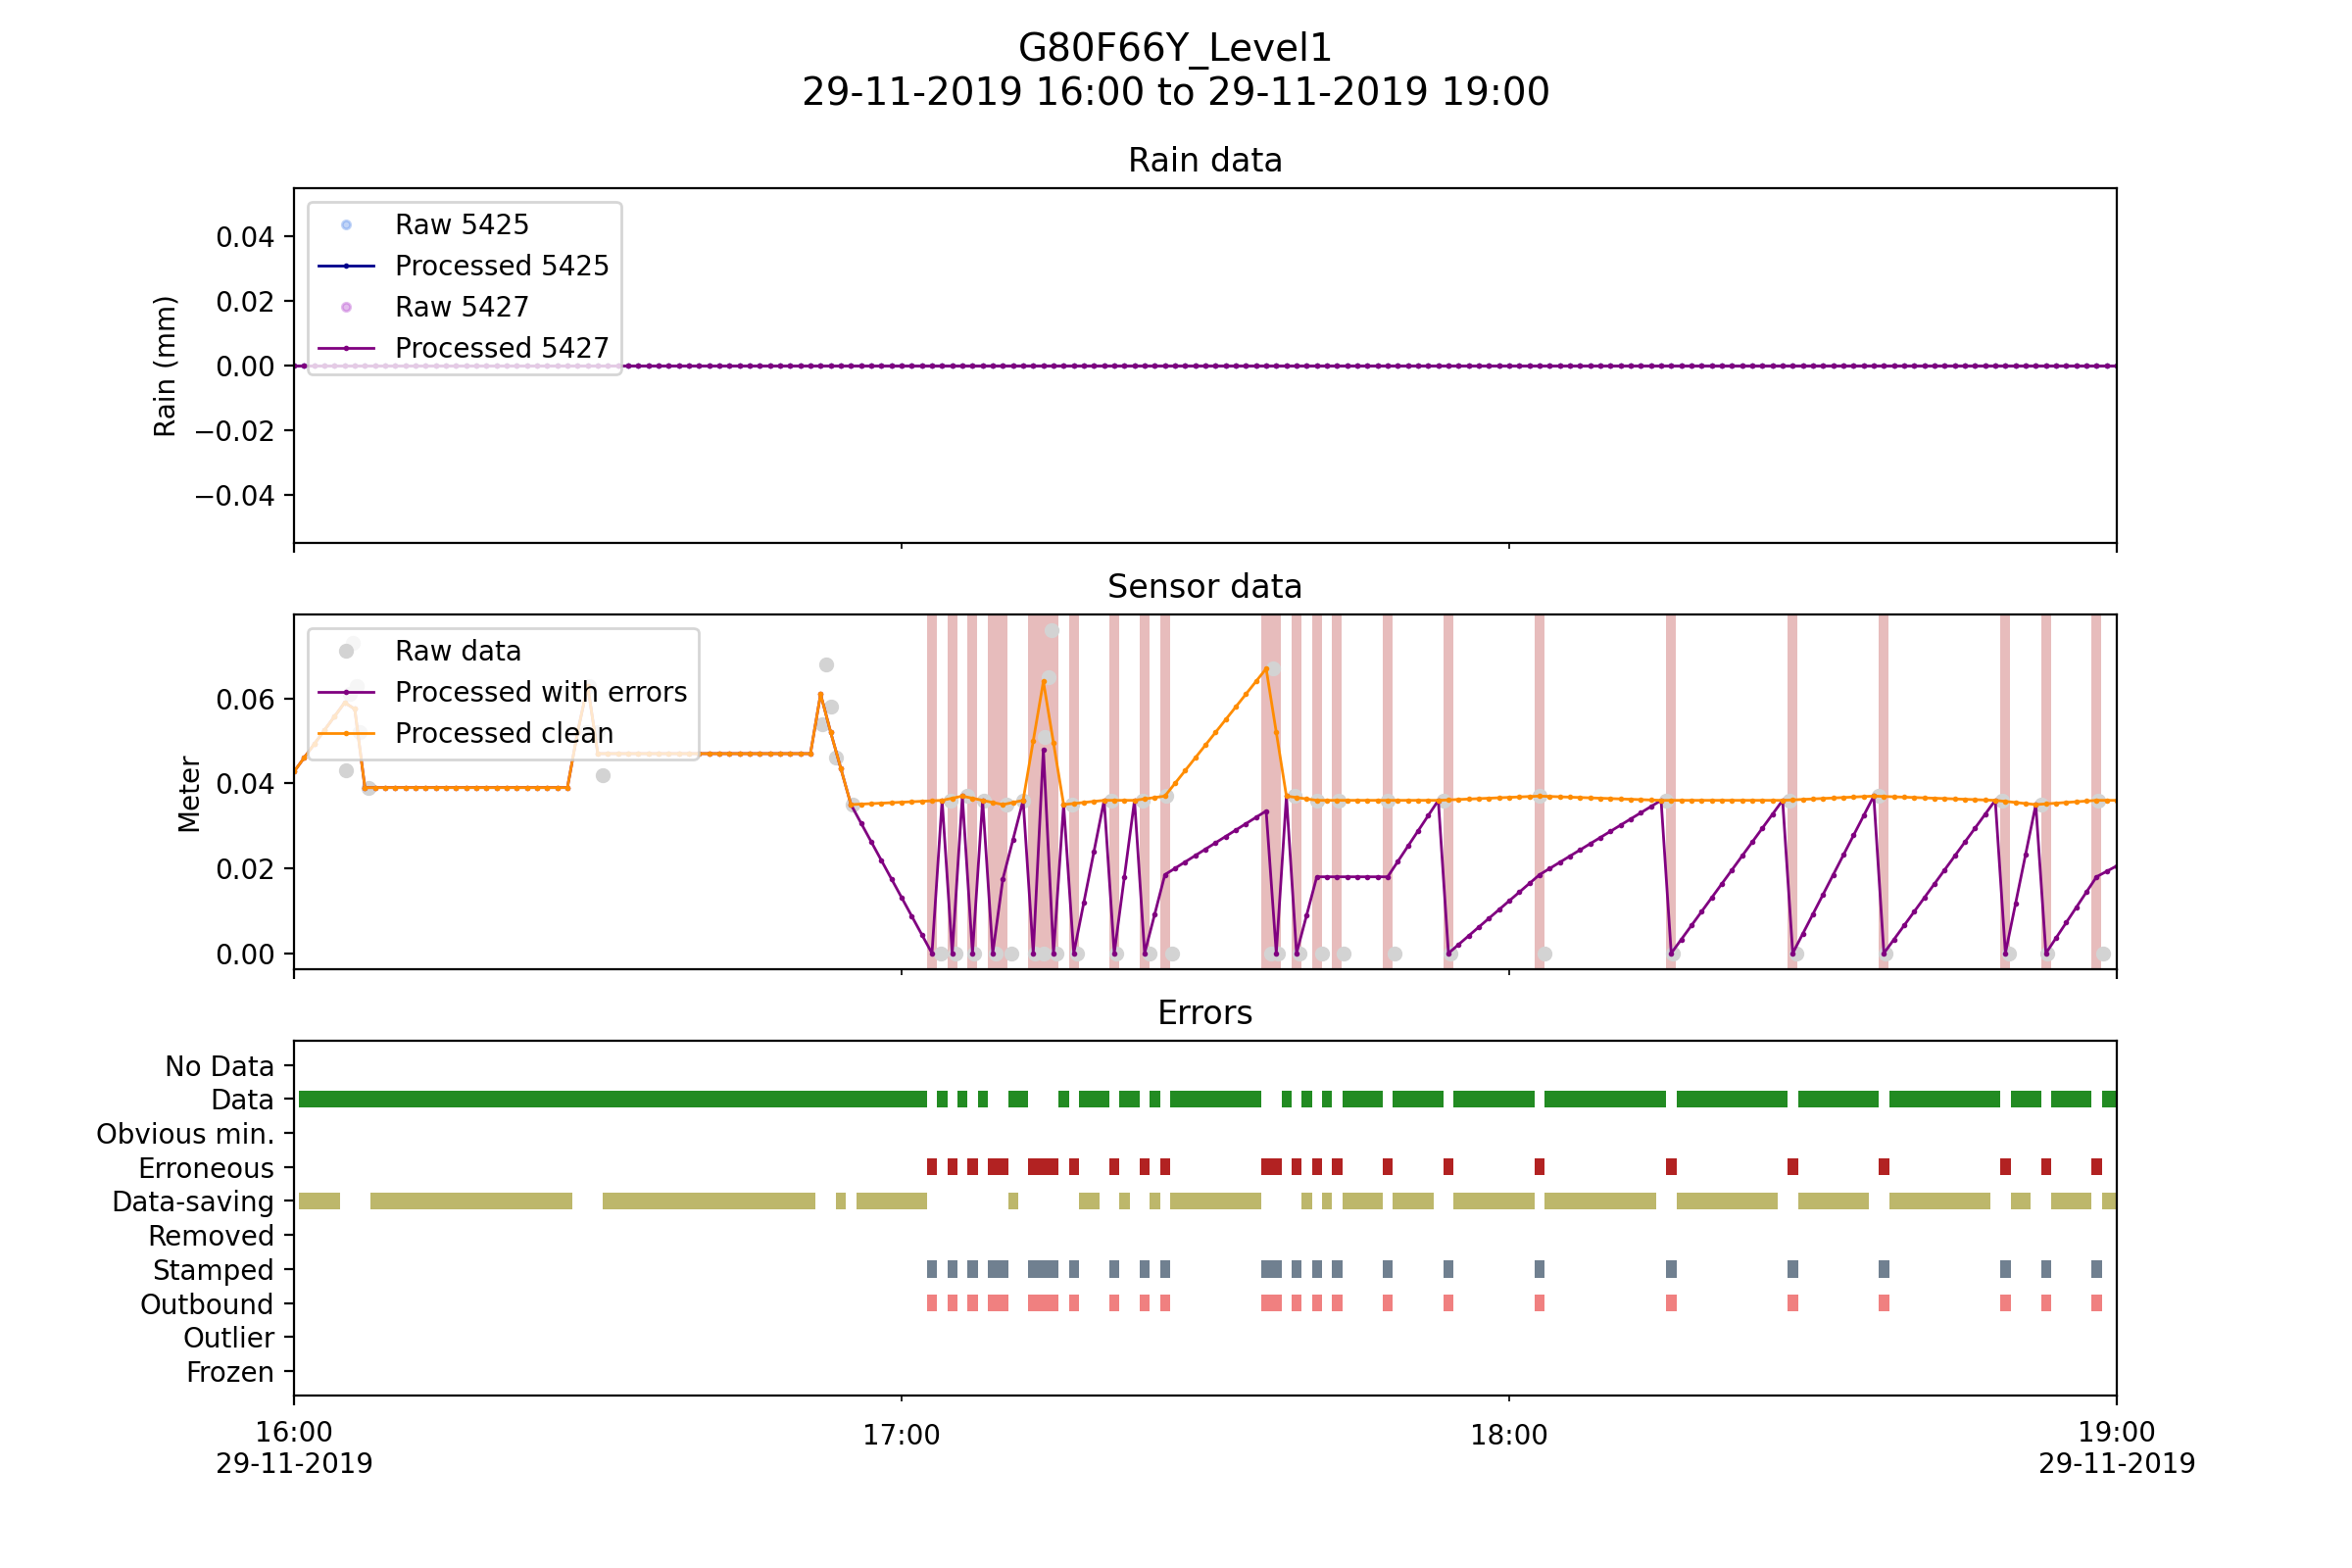 G80F66Y_Level1
29-11-2019 16:00 to 29-11-2019 19:00
Rain data
Rain (mm)
0.04
0.02
0.00
−0.02
−0.04
Raw 5425
Processed 5425
Raw 5427
Processed 5427
Sensor data
Meter
0.06
0.04
0.02
0.00
Raw data
Processed with errors
Processed clean
Errors
No Data
Data
Obvious min.
Erroneous
Data-saving
Removed
Stamped
Outbound
Outlier
Frozen
16:00 17:00 18:00 19:00
29-11-2019 29-11-2019